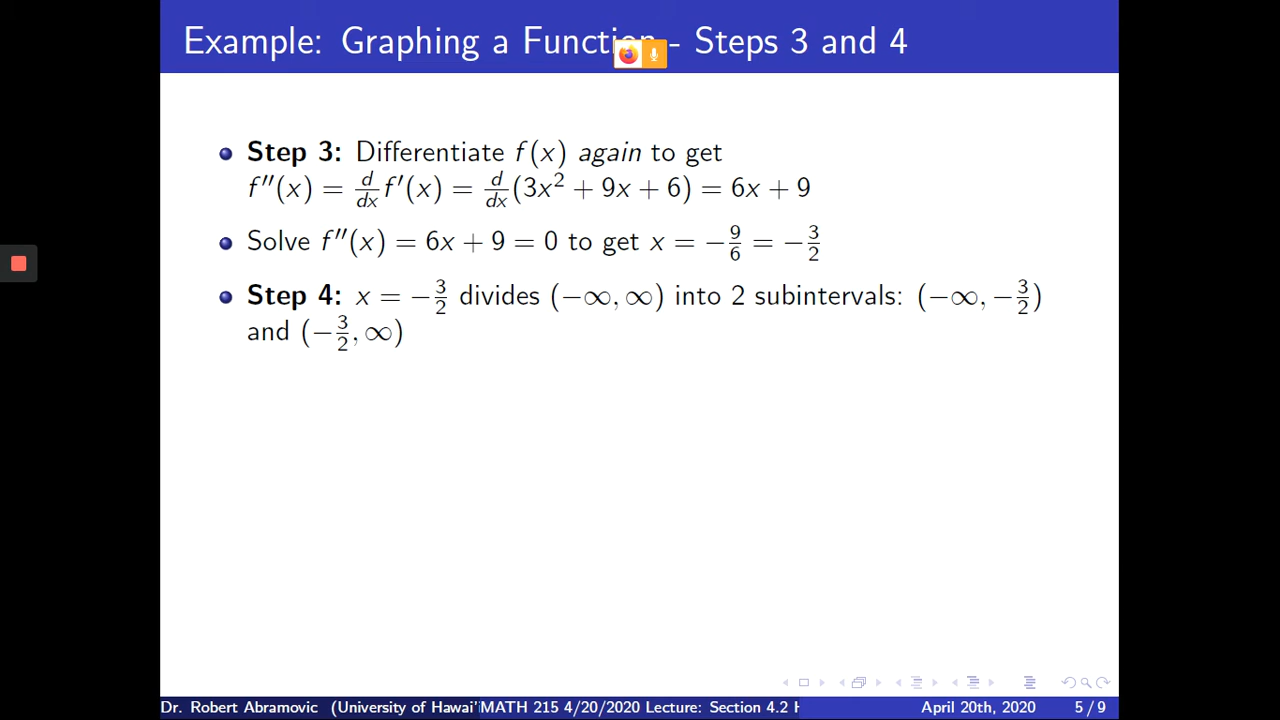 Example: Graphing a Function - Steps 3 and 4
Step 3: Differentiate f(x) again to get
f″(x) = d/dx f′(x) = d/dx (3x² + 9x + 6) = 6x + 9
Solve f″(x) = 6x + 9 = 0 to get x = −9/6 = −3/2
Step 4: x = −3/2 divides (−∞, ∞) into 2 subintervals: (−∞, −3/2)
and (−3/2, ∞)
Dr. Robert Abramovic (University of Hawai'i MATH 215 4/20/2020 Lecture: Section 4.2 H April 20th, 2020 5 / 9